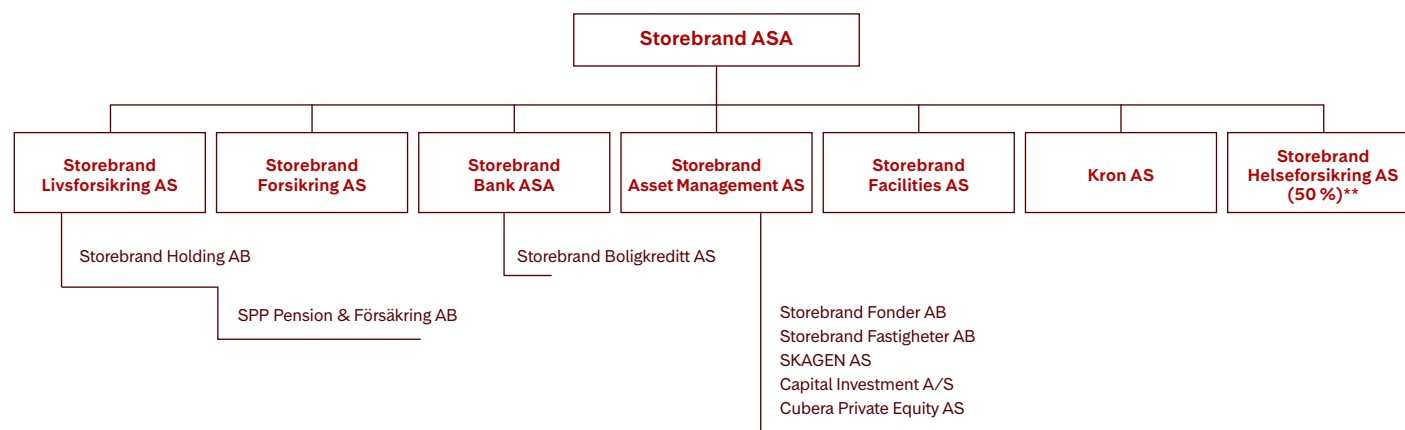 Storebrand ASA
Storebrand
Livsforsikring AS
Storebrand
Forsikring AS
Storebrand
Bank ASA
Storebrand
Asset Management AS
Storebrand
Facilities AS
Kron AS
Storebrand
Helseforsikring AS
(50 %)**
Storebrand Holding AB
SPP Pension & Försäkring AB
Storebrand Boligkreditt AS
Storebrand Fonder AB
Storebrand Fastigheter AB
SKAGEN AS
Capital Investment A/S
Cubera Private Equity AS